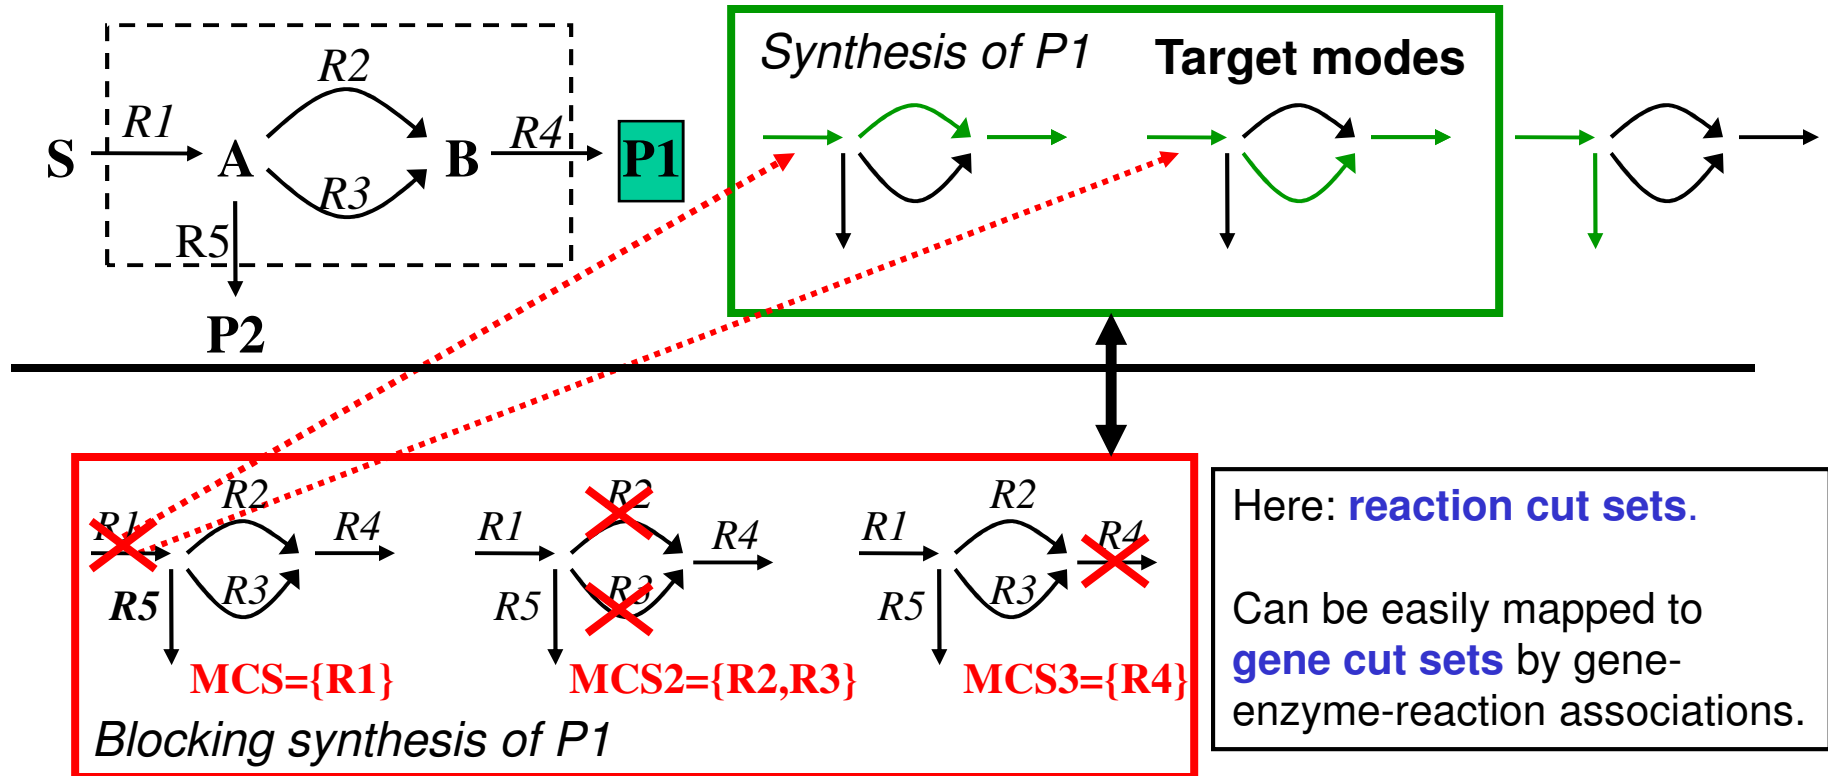 R2
S R1 A B R4 P1
R3
R5
P2
Synthesis of P1 Target modes
R1 R2 R4
R3
R5
R1 R2 R4
R3
R5
R1 R2 R4
R3
R5
MCS={R1} MCS2={R2,R3} MCS3={R4}
Blocking synthesis of P1
Here: reaction cut sets.
Can be easily mapped to
gene cut sets by gene-
enzyme-reaction associations.